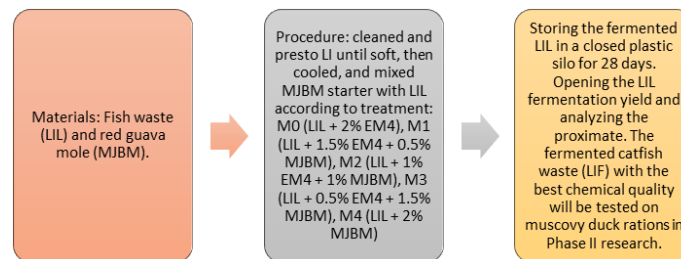 Materials: Fish waste
(LIL) and red guava
mole (MJBM).
Procedure: cleaned and
presto LI until soft, then
cooled, and mixed
MJBM starter with LIL
according to treatment:
M0 (LIL + 2% EM4), M1
(LIL + 1.5% EM4 + 0.5%
MJBM), M2 (LIL + 1%
EM4 + 1% MJBM), M3
(LIL + 0.5% EM4 + 1.5%
MJBM), M4 (LIL + 2%
MJBM)
Storing the fermented
LIL in a closed plastic
silo for 28 days.
Opening the LIL
fermentation yield and
analyzing the
proximate. The
fermented catfish
waste (LIF) with the
best chemical quality
will be tested on
muscovy duck rations in
Phase II research.